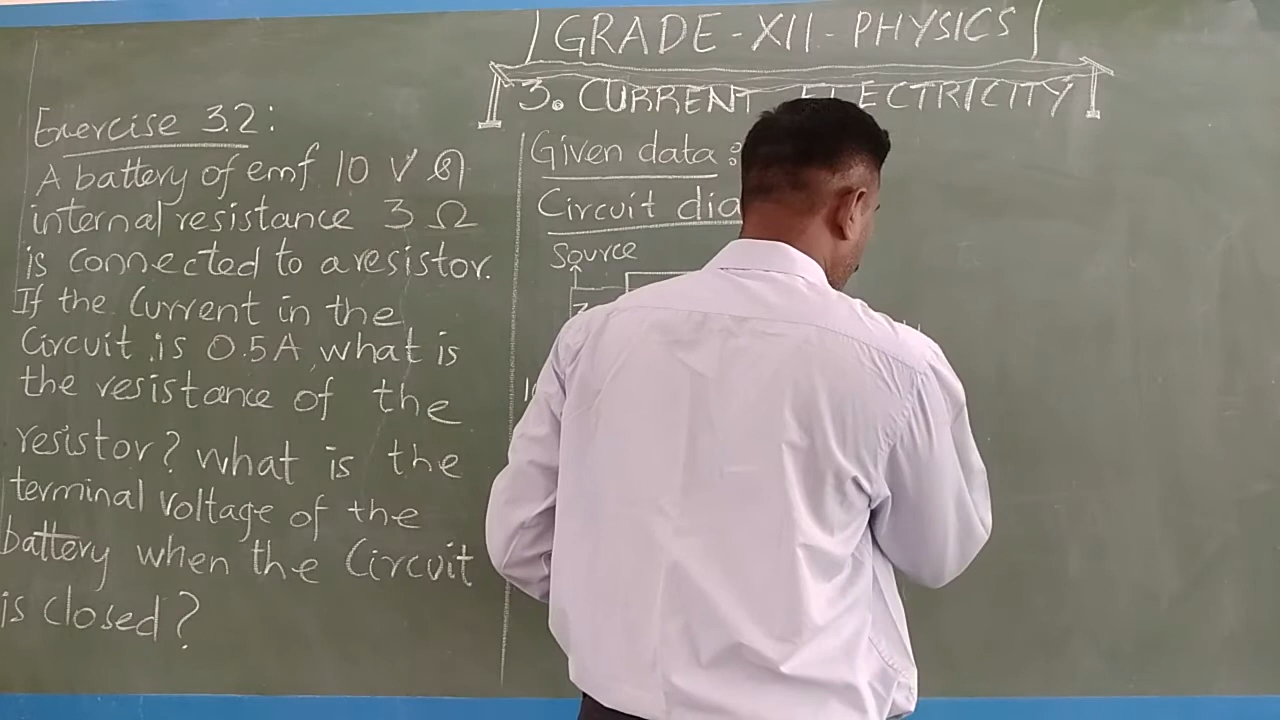 GRADE-XII-PHYSICS
3. CURRENT ELECTRICITY
Exercise 3.2:
A battery of emf 10 V &
internal resistance 3 Ω
is connected to a resistor.
If the Current in the
Circuit is 0.5A, what is
the resistance of the
resistor? what is the
terminal voltage of the
battery when the Circuit
is closed?
Given data:
Circuit dia
Source